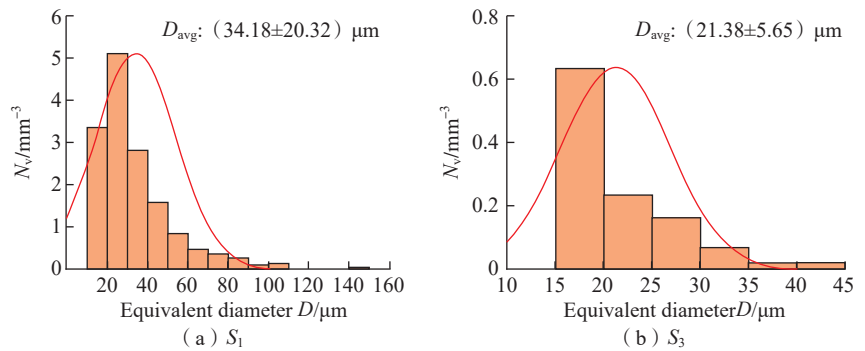 D_avg:（34.18±20.32） μm
6
5
4
3
2
1
0
N_v/mm⁻³
20 40 60 80 100 120 140 160
Equivalent diameter D/μm
（a）S₁
D_avg:（21.38±5.65） μm
0.8
0.6
0.4
0.2
0
N_v/mm⁻³
10 15 20 25 30 35 40 45
Equivalent diameterD/μm
（b）S₃